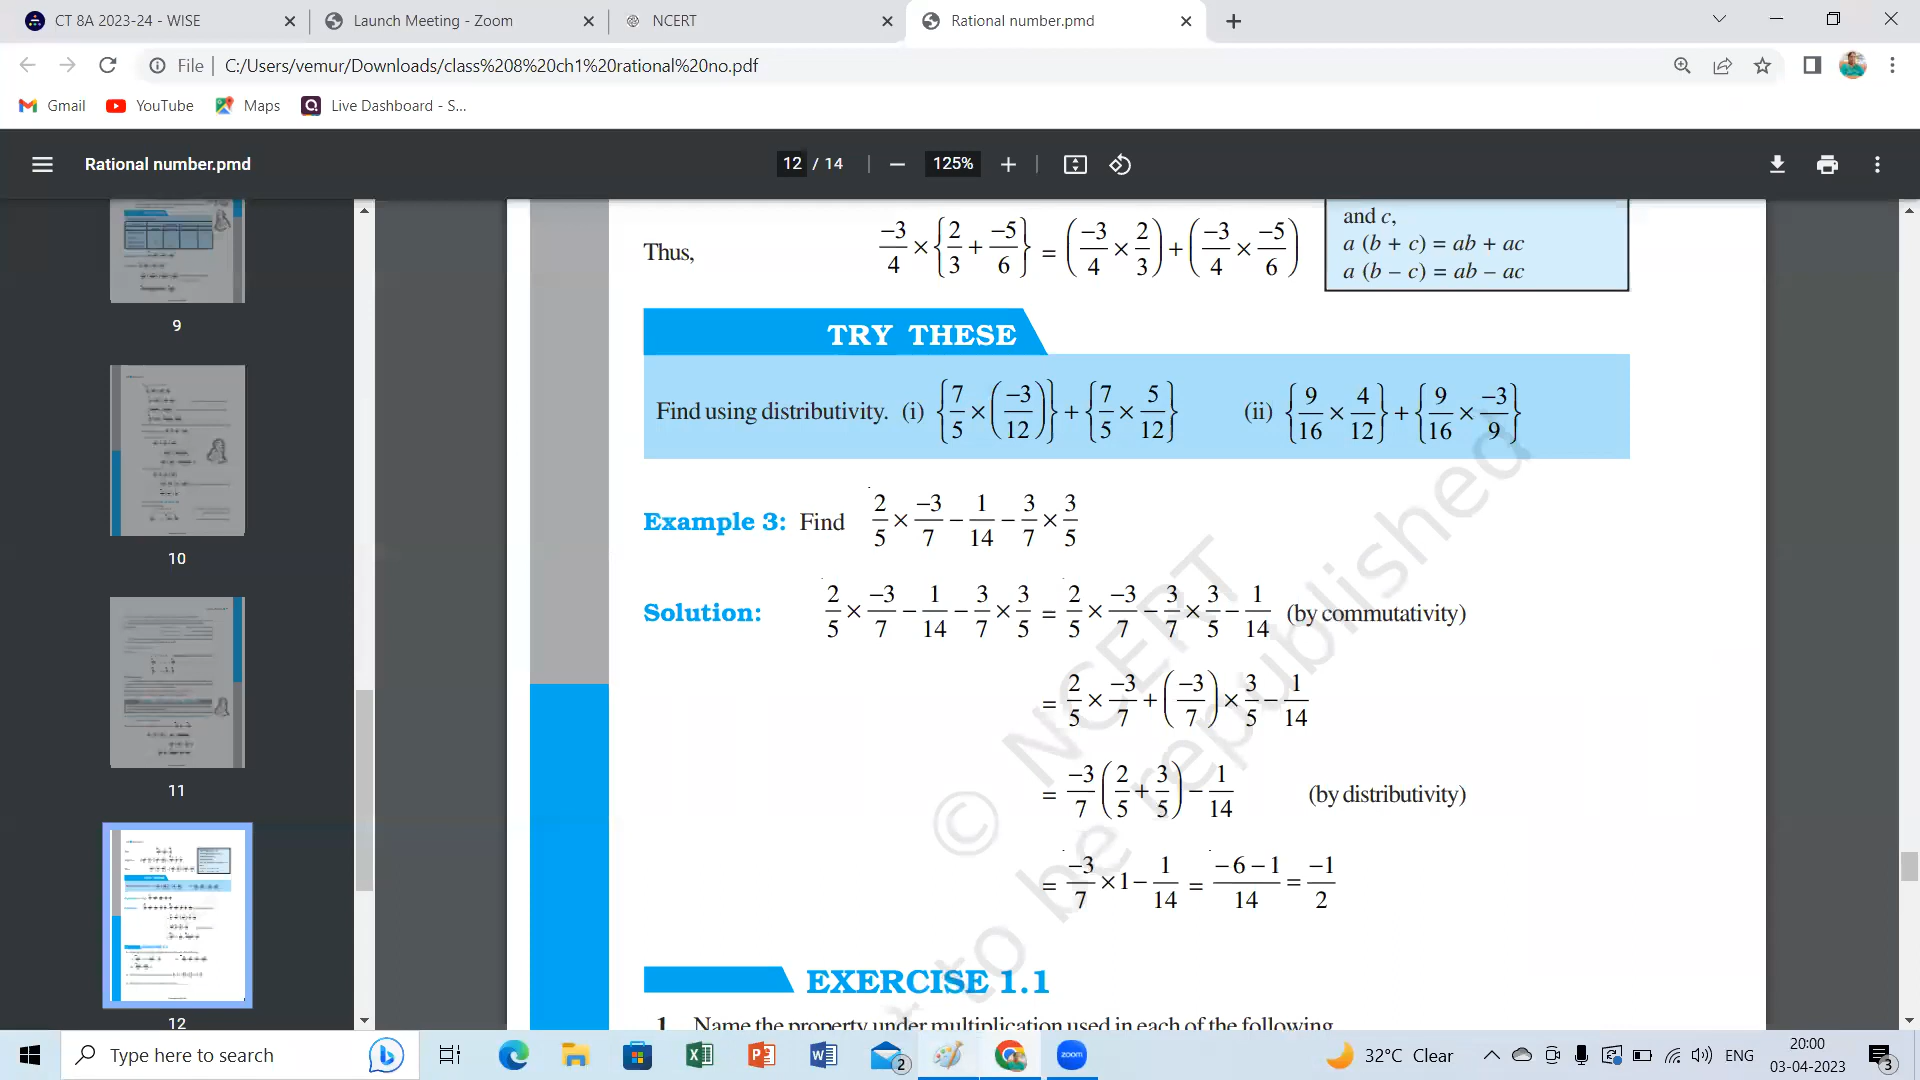 CT 8A 2023-24 - WISE
Launch Meeting - Zoom
NCERT
Rational number.pmd
File
C:/Users/vemur/Downloads/class%208%20ch1%20rational%20no.pdf
Gmail
YouTube
Maps
Live Dashboard - S...
Rational number.pmd
12 / 14
125%
9
10
11
12
and c,
a (b + c) = ab + ac
a (b – c) = ab – ac
Thus, −3/4 × {2/3 + −5/6} = (−3/4 × 2/3) + (−3/4 × −5/6)
TRY THESE
Find using distributivity. (i) {7/5 × (−3/12)} + {7/5 × 5/12} (ii) {9/16 × 4/12} + {9/16 × −3/9}
Example 3: Find 2/5 × −3/7 − 1/14 − 3/7 × 3/5
Solution: 2/5 × −3/7 − 1/14 − 3/7 × 3/5 = 2/5 × −3/7 − 3/7 × 3/5 − 1/14 (by commutativity)
= 2/5 × −3/7 + (−3/7) × 3/5 − 1/14
= −3/7 (2/5 + 3/5) − 1/14 (by distributivity)
= −3/7 × 1 − 1/14 = −6 − 1/14 = −1/2
© NCERT
to be republished
EXERCISE 1.1
1. Name the property under multiplication used in each of the following.
Type here to search
2
zoom
32°C Clear
ENG
20:00
03-04-2023
3